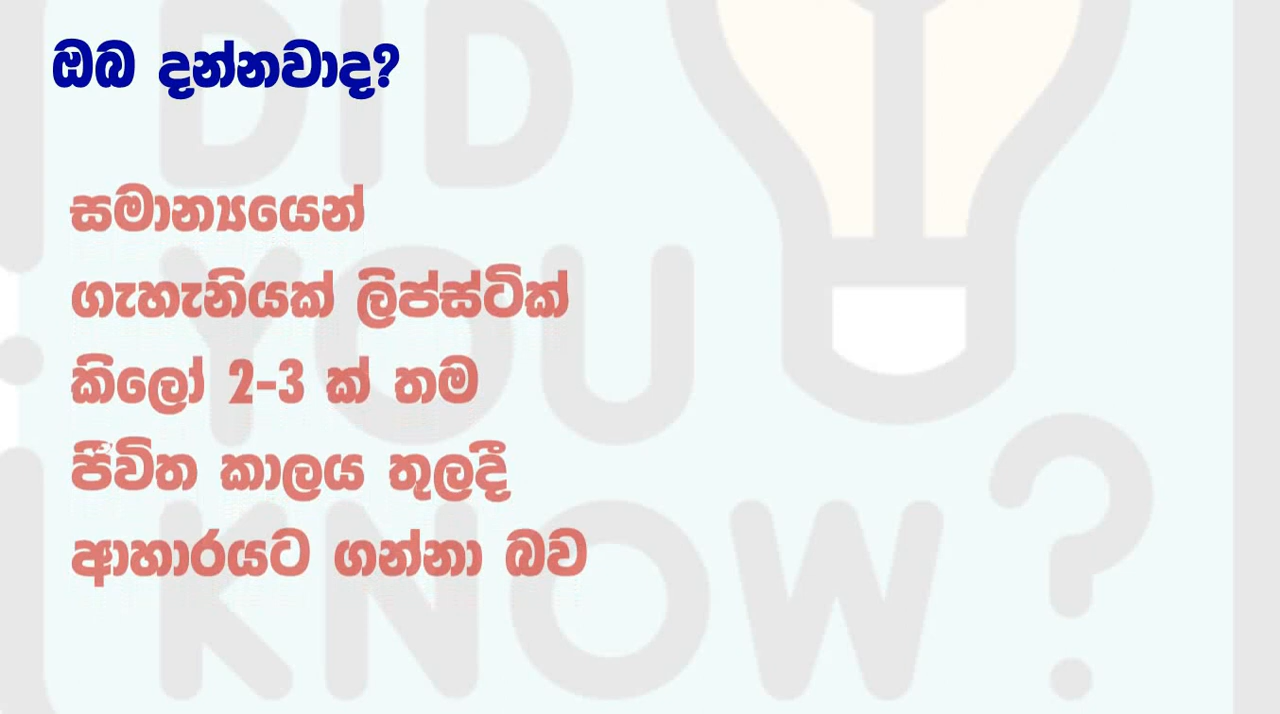 ඔබ දන්නවාද?
සමාන්‍යයෙන්
ගැහැනියක් ලිප්ස්ටික්
කිලෝ 2-3 ක් තම
ජීවිත කාලය තුලදී
ආහාරයට ගන්නා බව
DID
YOU
KNOW?